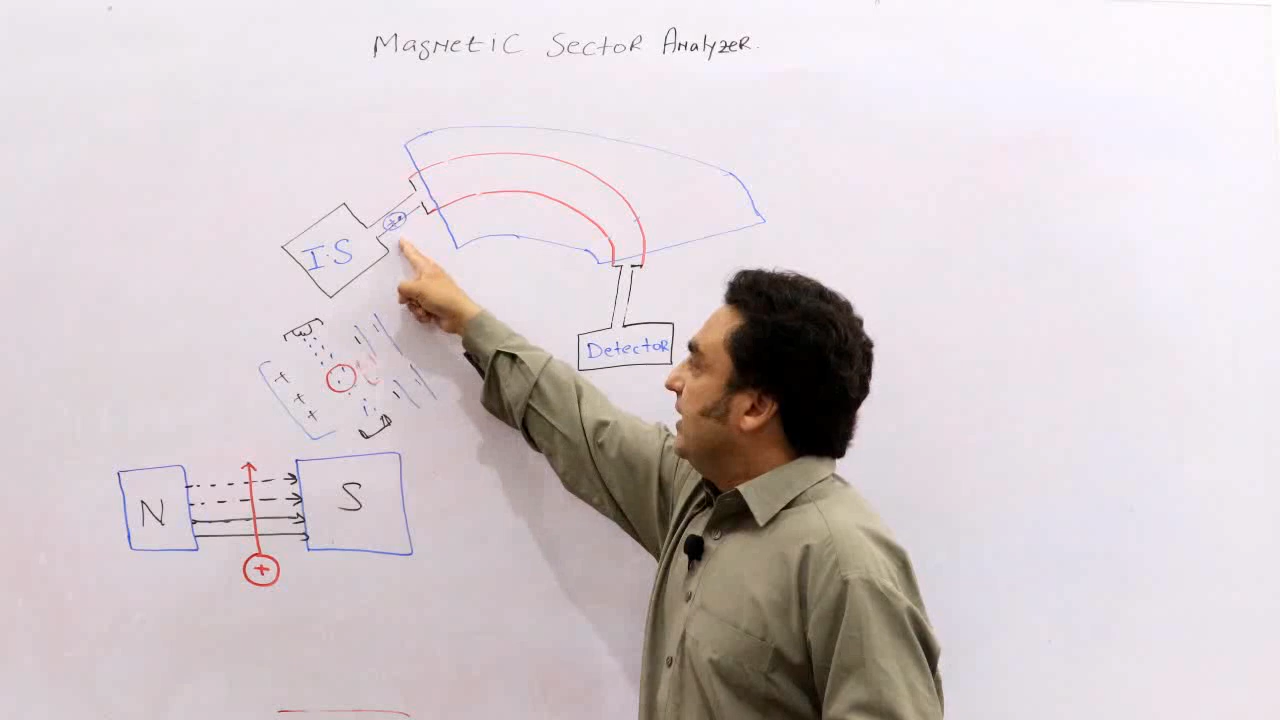 Magnetic Sector Analyzer.
I.S
Detector
+
+
+
N
S
+